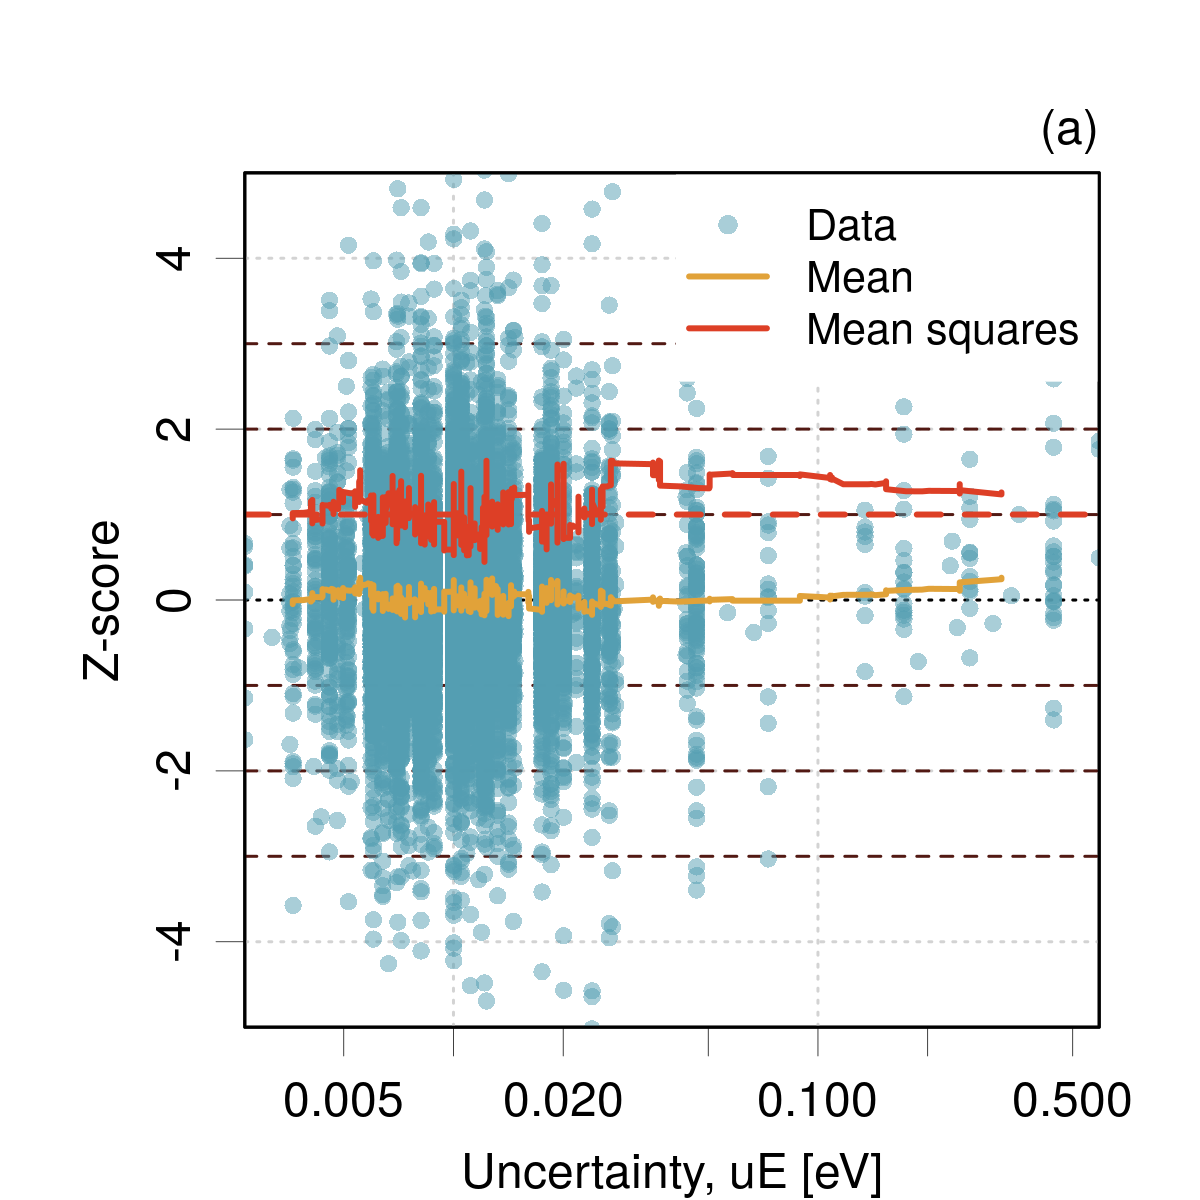 (a)
Data
Mean
Mean squares
4
2
0
-2
-4
Z-score
0.005 0.020 0.100 0.500
Uncertainty, uE [eV]